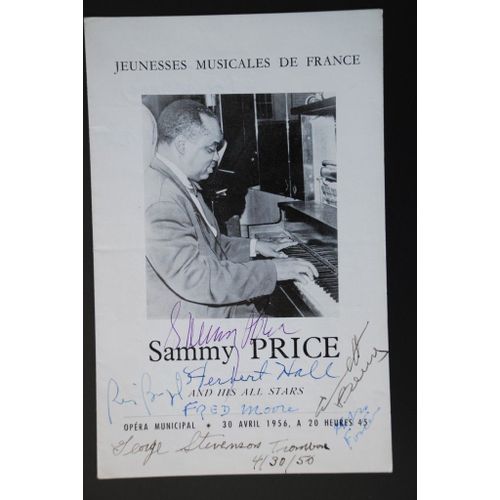 JEUNESSES MUSICALES DE FRANCE
Sammy Price
Sammy PRICE
Herbert Hall
AND HIS ALL STARS
FRED Moore
OPÉRA MUNICIPAL • 30 AVRIL 1956, A 20 HEURES 45
George Stevenson Trombone
4/30/56